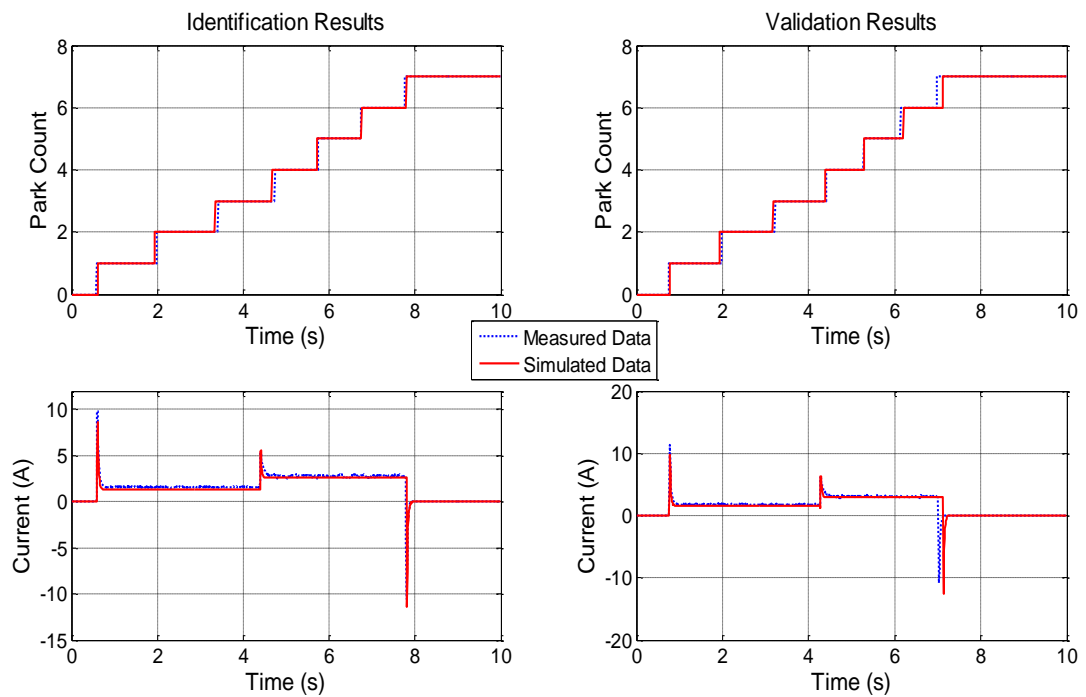 Identification Results
8
6
4
2
0
Park Count
0 2 4 6 8 10
Time (s)
Validation Results
8
6
4
2
0
Park Count
0 2 4 6 8 10
Time (s)
Measured Data
Simulated Data
10
5
0
-5
-10
-15
Current (A)
0 2 4 6 8 10
Time (s)
20
10
0
-10
-20
Current (A)
0 2 4 6 8 10
Time (s)